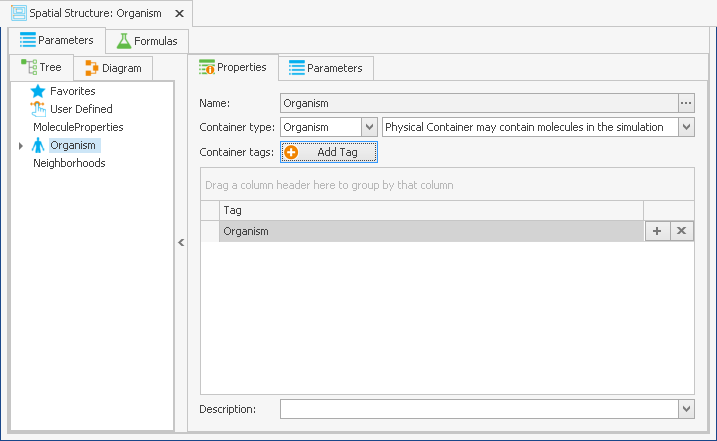 Spatial Structure: Organism
Parameters Formulas
Tree Diagram
Favorites
User Defined
MoleculeProperties
Organism
Neighborhoods
Properties Parameters
Name: Organism
Container type: Organism Physical Container may contain molecules in the simulation
Container tags: Add Tag
Drag a column header here to group by that column
Tag
Organism
Description: